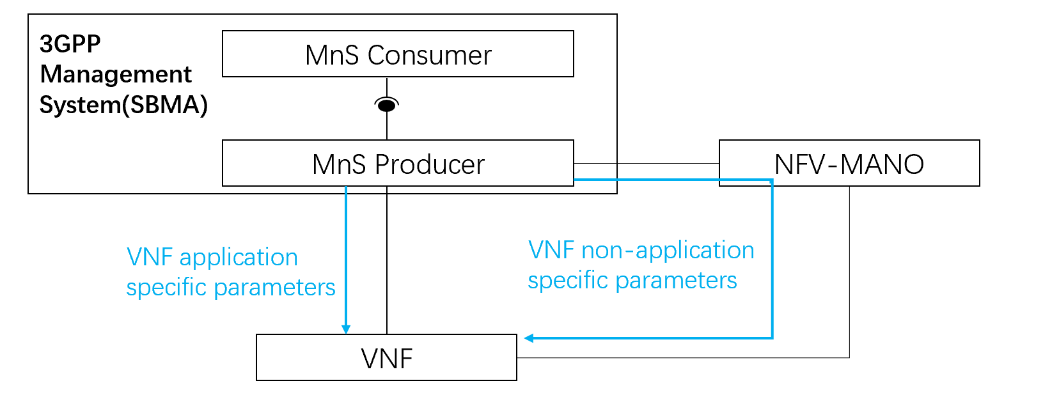 3GPP
Management
System(SBMA)
MnS Consumer
MnS Producer
NFV-MANO
VNF application
specific parameters
VNF non-application
specific parameters
VNF